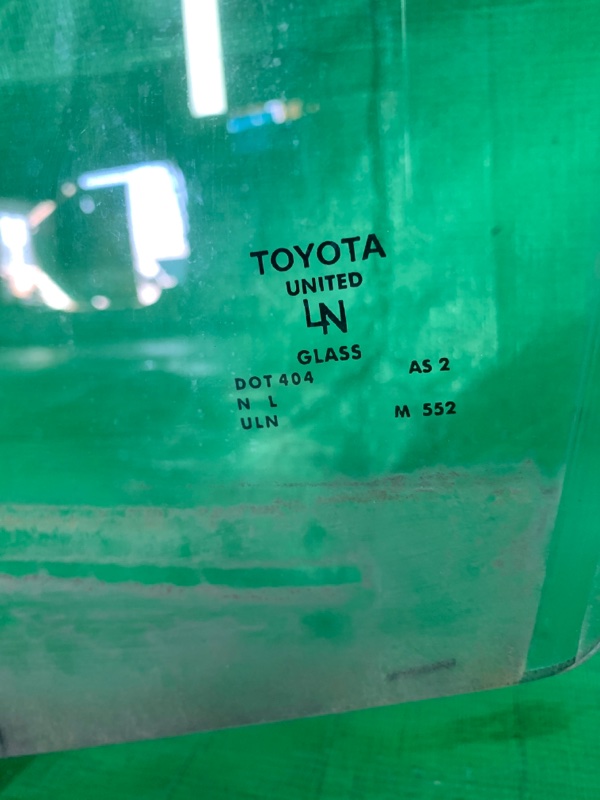 TOYOTA
UNITED
LN
GLASS
DOT 404 AS 2
N L
ULN M 552